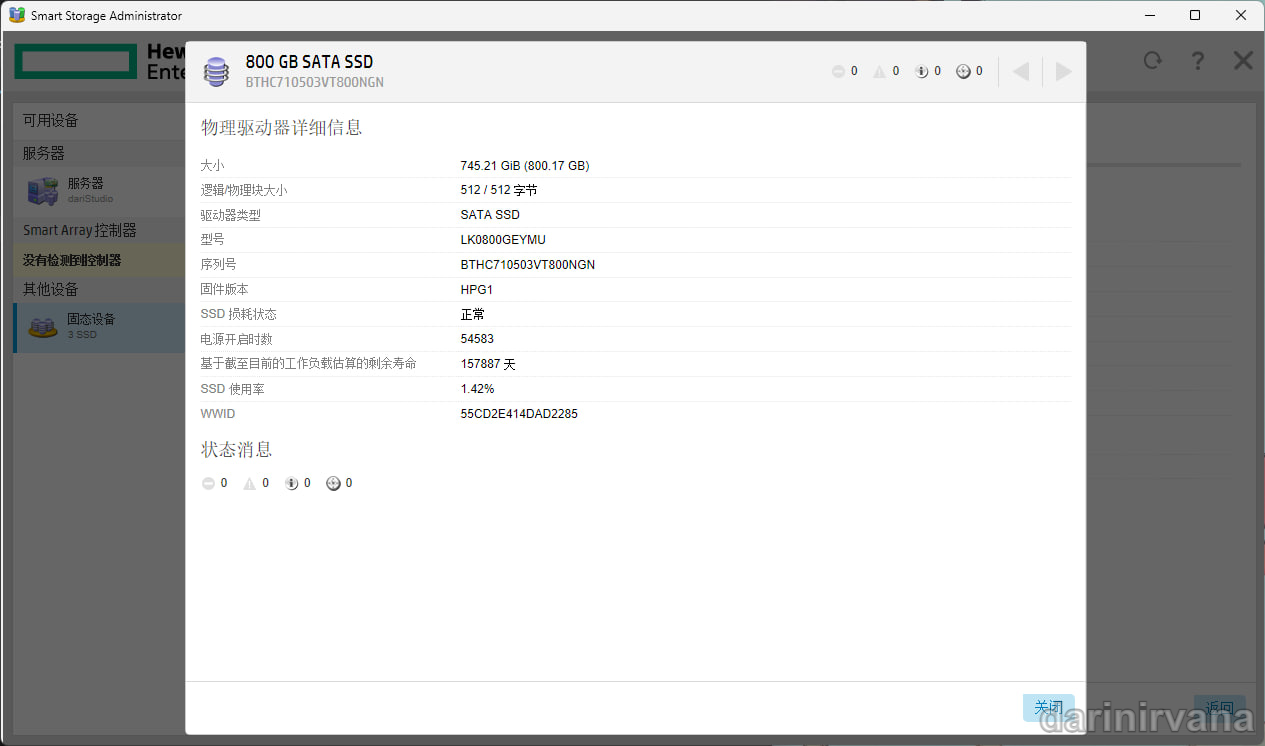 Smart Storage Administrator
Hew
Ente
800 GB SATA SSD
BTHC710503VT800NGN
0 0 0 0
可用设备
服务器
服务器
dariStudio
Smart Array 控制器
没有检测到控制器
其他设备
固态设备
3 SSD
物理驱动器详细信息
大小 745.21 GiB (800.17 GB)
逻辑/物理块大小 512 / 512 字节
驱动器类型 SATA SSD
型号 LK0800GEYMU
序列号 BTHC710503VT800NGN
固件版本 HPG1
SSD 损耗状态 正常
电源开启时数 54583
基于截至目前的工作负载估算的剩余寿命 157887 天
SSD 使用率 1.42%
WWID 55CD2E414DAD2285
状态消息
0 0 0 0
关闭
返回
darinirvana